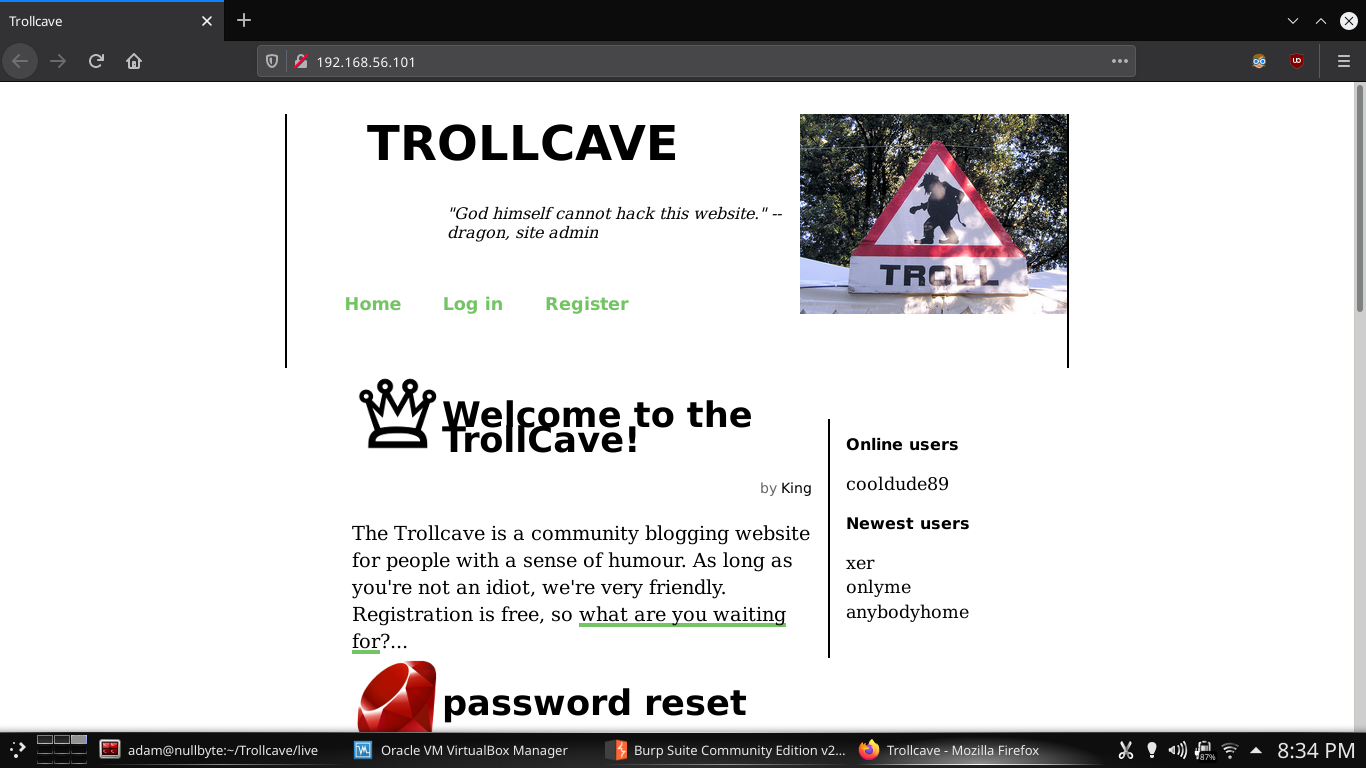 Trollcave
192.168.56.101
TROLLCAVE
"God himself cannot hack this website." --
dragon, site admin
TROLL
Home Log in Register
Welcome to the
TrollCave!
by King
The Trollcave is a community blogging website
for people with a sense of humour. As long as
you're not an idiot, we're very friendly.
Registration is free, so what are you waiting
for?...
password reset
Online users
cooldude89
Newest users
xer
onlyme
anybodyhome
adam@nullbyte:~/Trollcave/live
Oracle VM VirtualBox Manager
Burp Suite Community Edition v2...
Trollcave - Mozilla Firefox
87%
8:34 PM